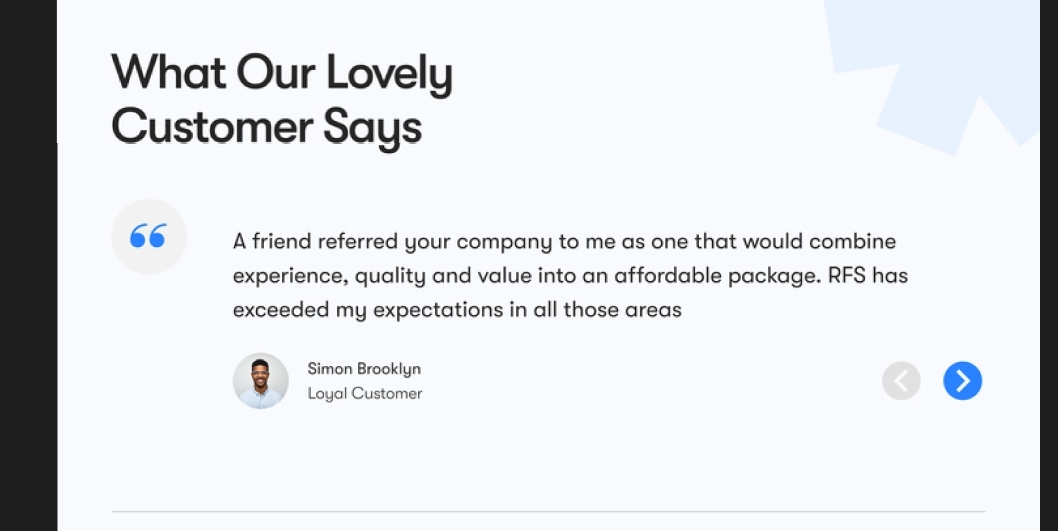 What Our Lovely
Customer Says
“
A friend referred your company to me as one that would combine
experience, quality and value into an affordable package. RFS has
exceeded my expectations in all those areas
Simon Brooklyn
Loyal Customer